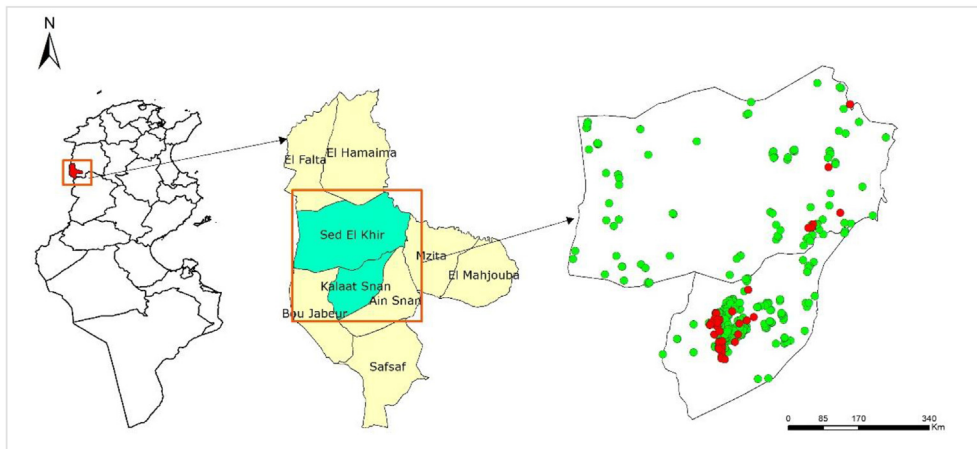 N
El Falta
El Hamaima
Sed El Khir
Mzita
El Mahjouba
Kalaat Snan
Ain Snan
Bou Jabeur
Safsaf
0 85 170 340
Km